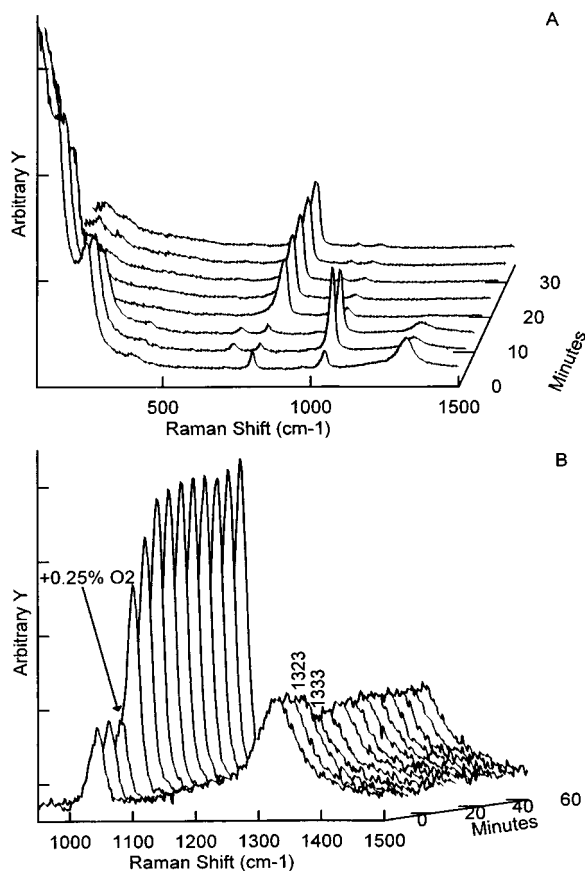 A
Arbitrary Y
30
20
10
0
Minutes
500
1000
1500
Raman Shift (cm-1)
B
+0.25% O2
1323
1333
Arbitrary Y
60
40
20
0
Minutes
1000
1100
1200
1300
1400
1500
Raman Shift (cm-1)